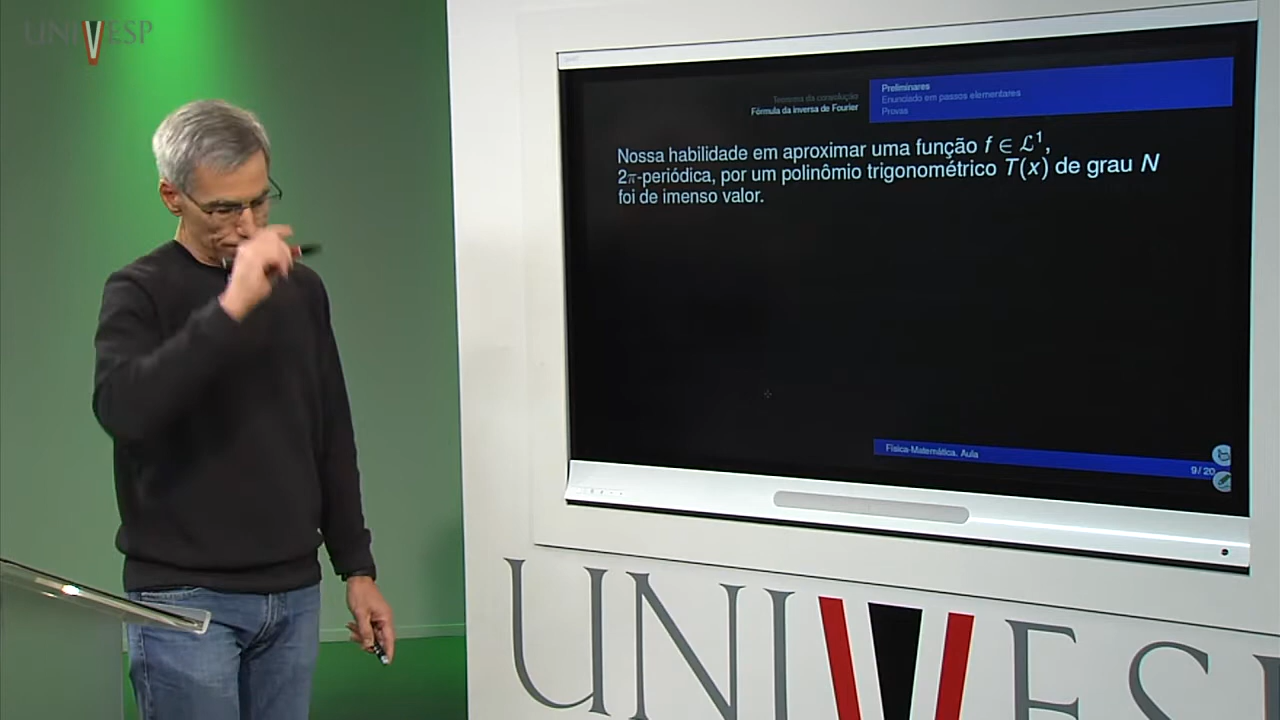 UNIVESP
Teorema da convolução
Fórmula da inversa de Fourier
Preliminares
Enunciado em passos elementares
Provas
Nossa habilidade em aproximar uma função f ∈ ℒ¹,
2π-periódica, por um polinômio trigonométrico T(x) de grau N
foi de imenso valor.
Física-Matemática. Aula
9/20
UNIVES